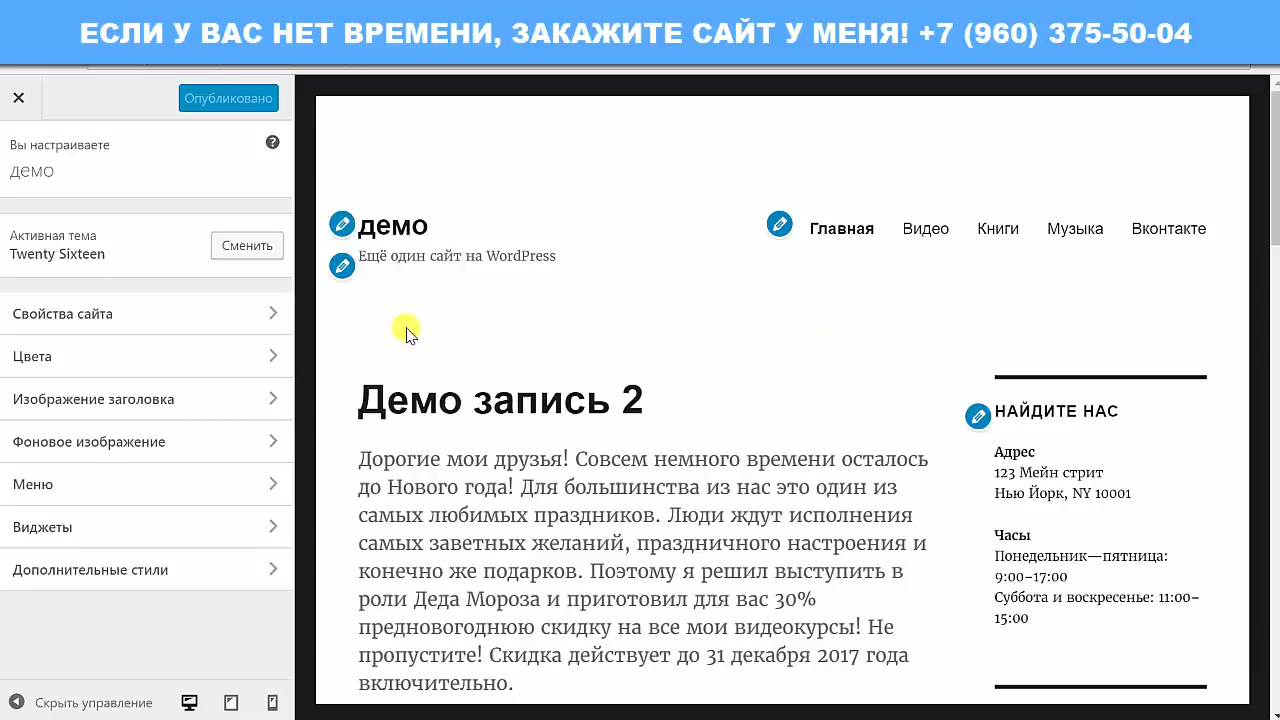 ЕСЛИ У ВАС НЕТ ВРЕМЕНИ, ЗАКАЖИТЕ САЙТ У МЕНЯ! +7 (960) 375-50-04
Опубликовано
Вы настраиваете
демо
Активная тема
Twenty Sixteen
Сменить
Свойства сайта
Цвета
Изображение заголовка
Фоновое изображение
Меню
Виджеты
Дополнительные стили
Скрыть управление
демо
Ещё один сайт на WordPress
Главная Видео Книги Музыка Вконтакте
Демо запись 2
Дорогие мои друзья! Совсем немного времени осталось
до Нового года! Для большинства из нас это один из
самых любимых праздников. Люди ждут исполнения
самых заветных желаний, праздничного настроения и
конечно же подарков. Поэтому я решил выступить в
роли Деда Мороза и приготовил для вас 30%
предновогоднюю скидку на все мои видеокурсы! Не
пропустите! Скидка действует до 31 декабря 2017 года
включительно.
НАЙДИТЕ НАС
Адрес
123 Мейн стрит
Нью Йорк, NY 10001
Часы
Понедельник—пятница:
9:00–17:00
Суббота и воскресенье: 11:00–
15:00